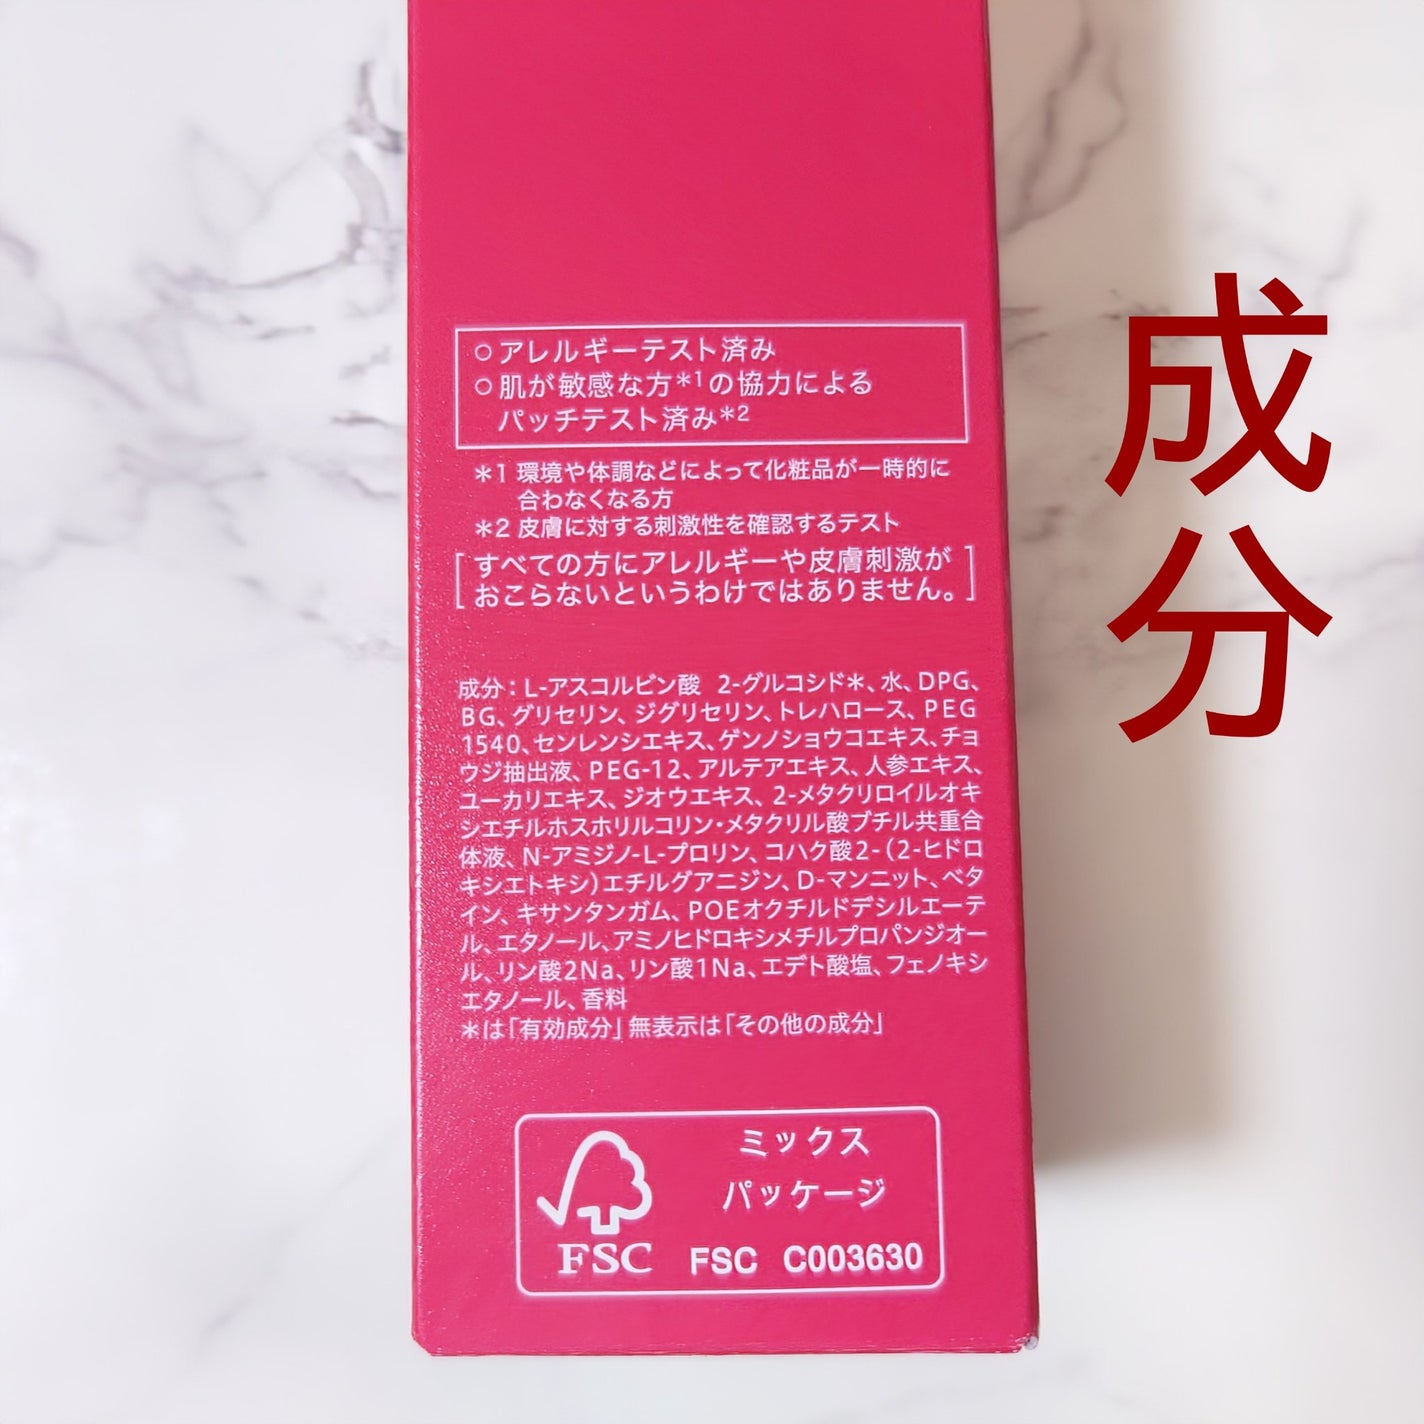 ○アレルギーテスト済み
○肌が敏感な方*1の協力による
パッチテスト済み*2
*1 環境や体調などによって化粧品が一時的に
合わなくなる方
*2 皮膚に対する刺激性を確認するテスト
[すべての方にアレルギーや皮膚刺激が
おこらないというわけではありません。]
成分：L-アスコルビン酸 2-グルコシド*、水、DPG、
BG、グリセリン、ジグリセリン、トレハロース、PEG
1540、センレンシエキス、ゲンノショウコエキス、チョ
ウジ抽出液、PEG-12、アルテアエキス、人参エキス、
ユーカリエキス、ジオウエキス、2-メタクリロイルオキ
シエチルホスホリルコリン・メタクリル酸ブチル共重合
体液、N-アミジノ-L-プロリン、コハク酸2-（2-ヒドロ
キシエトキシ）エチルグアニジン、D-マンニット、ベタ
イン、キサンタンガム、POEオクチルドデシルエーテ
ル、エタノール、アミノヒドロキシメチルプロパンジオー
ル、リン酸2Na、リン酸1Na、エデト酸塩、フェノキシ
エタノール、香料
*は「有効成分」無表示は「その他の成分」
ミックス
パッケージ
FSC
FSC C003630
成分